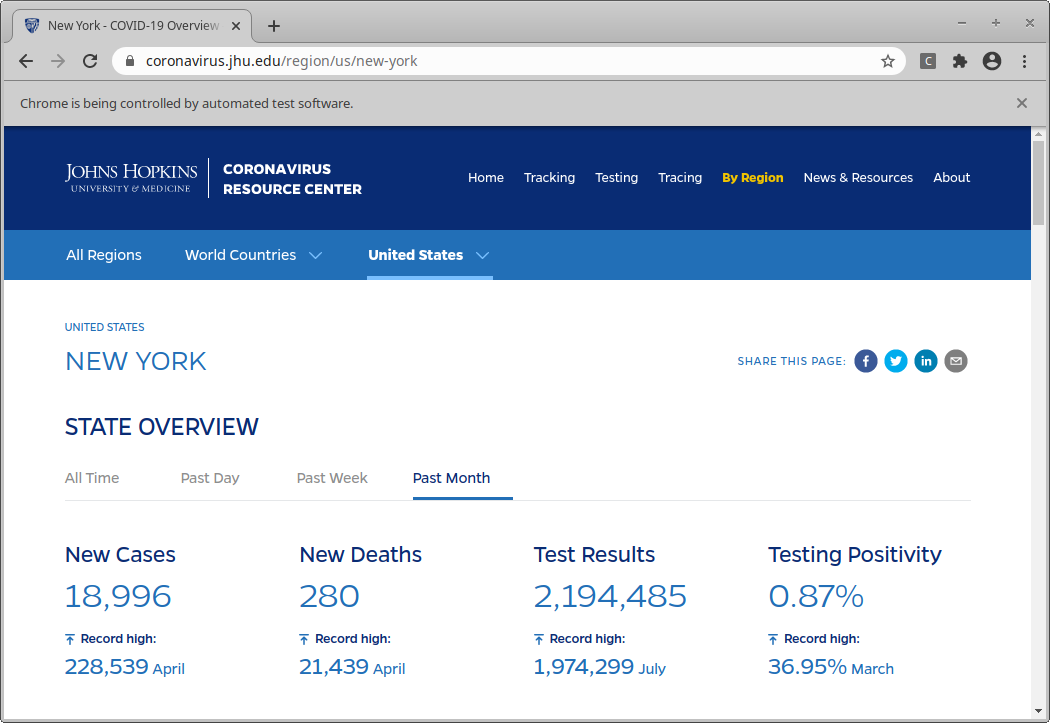 New York - COVID-19 Overview
coronavirus.jhu.edu/region/us/new-york
C
Chrome is being controlled by automated test software.
JOHNS HOPKINS
UNIVERSITY & MEDICINE
CORONAVIRUS
RESOURCE CENTER
Home Tracking Testing Tracing By Region News & Resources About
All Regions World Countries United States
UNITED STATES
NEW YORK
SHARE THIS PAGE: f in
STATE OVERVIEW
All Time Past Day Past Week Past Month
New Cases New Deaths Test Results Testing Positivity
18,996 280 2,194,485 0.87%
Record high: Record high: Record high: Record high:
228,539 April 21,439 April 1,974,299 July 36.95% March